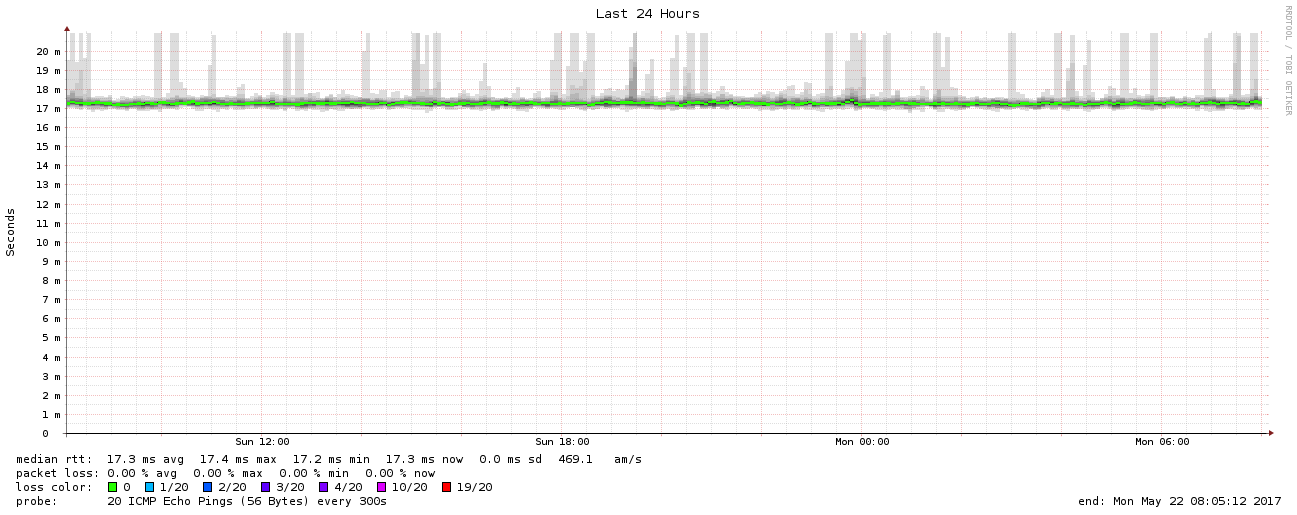 Last 24 Hours
RRDTOOL / TOBI OETIKER
Seconds
20 m
19 m
18 m
17 m
16 m
15 m
14 m
13 m
12 m
11 m
10 m
9 m
8 m
7 m
6 m
5 m
4 m
3 m
2 m
1 m
0
Sun 12:00 Sun 18:00 Mon 00:00 Mon 06:00
median rtt: 17.3 ms avg 17.4 ms max 17.2 ms min 17.3 ms now 0.0 ms sd 469.1 am/s
packet loss: 0.00 % avg 0.00 % max 0.00 % min 0.00 % now
loss color: 0 1/20 2/20 3/20 4/20 10/20 19/20
probe: 20 ICMP Echo Pings (56 Bytes) every 300s end: Mon May 22 08:05:12 2017